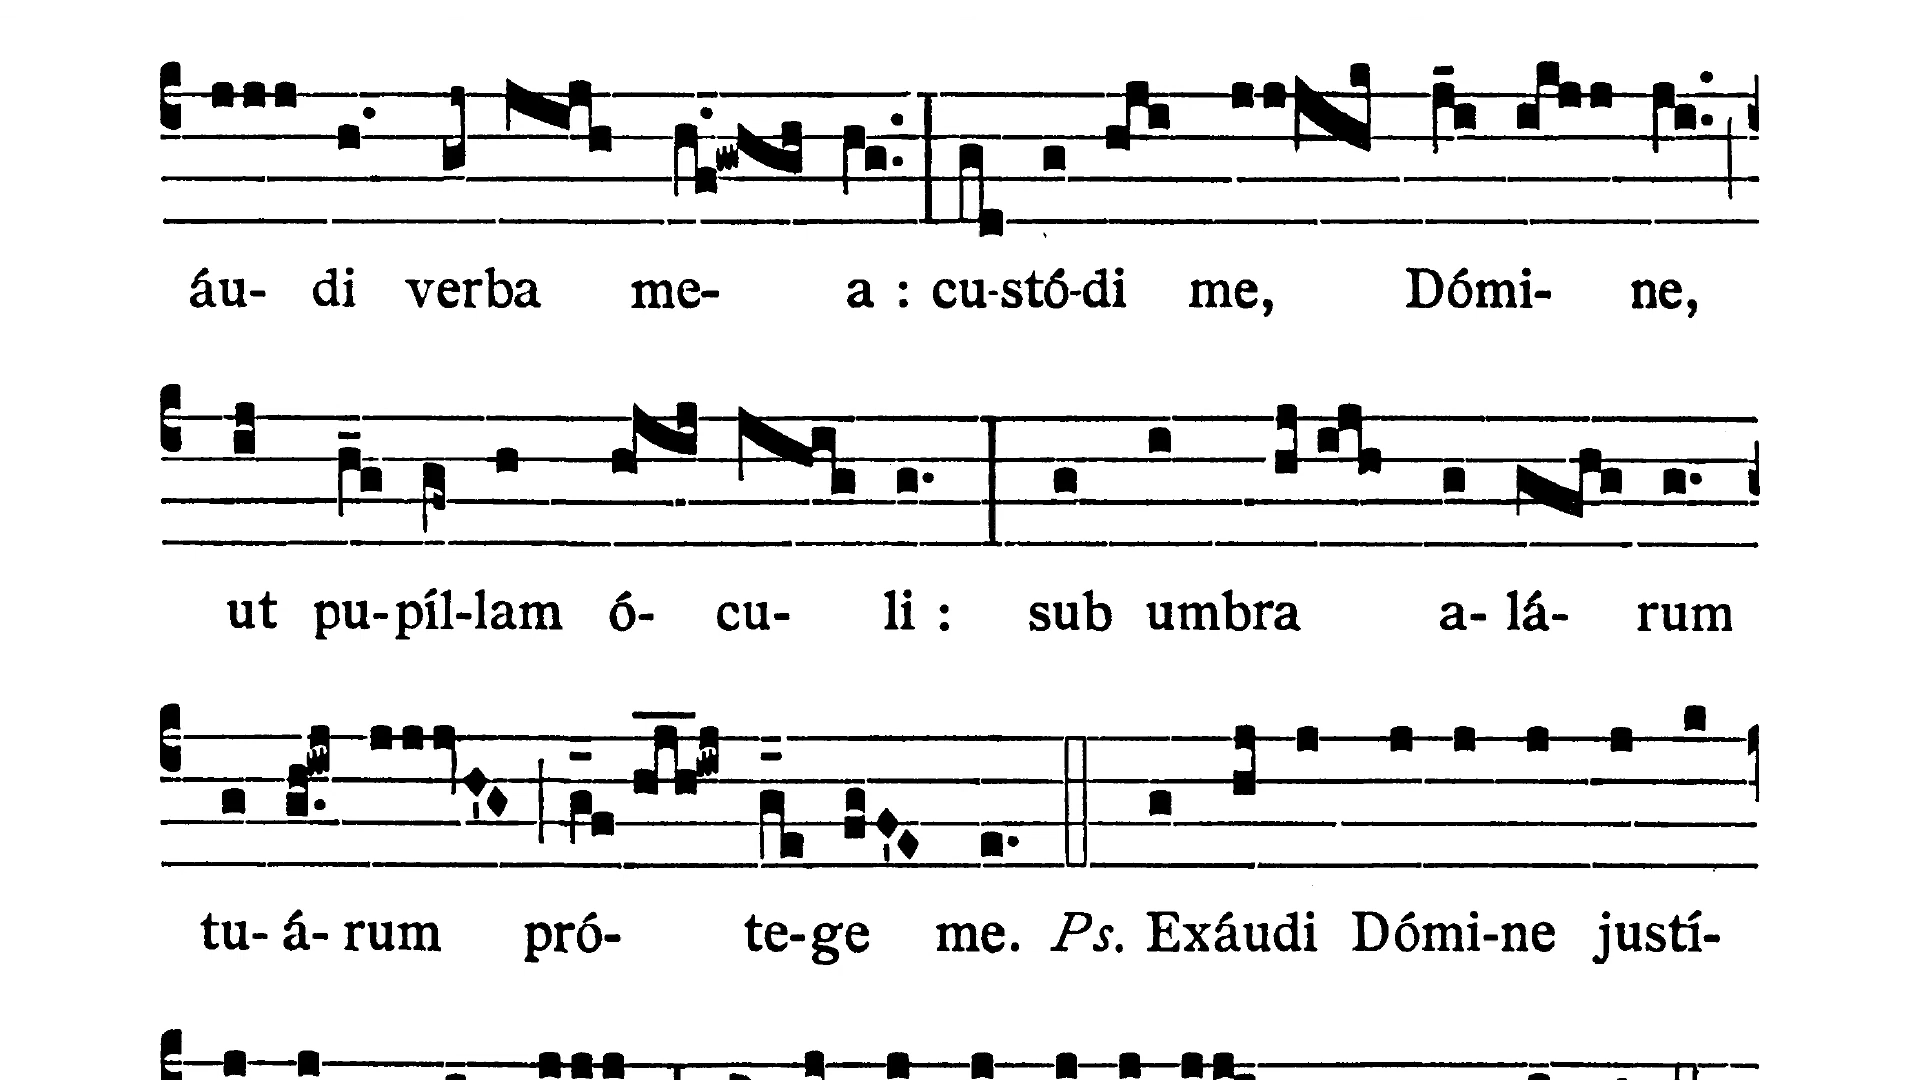 áu- di verba me- a : cu-stó-di me, Dómi- ne,
ut pu-píl-lam ó- cu- li : sub umbra a- lá- rum
tu- á- rum pró- te-ge me. Ps. Exáudi Dómi-ne justí-